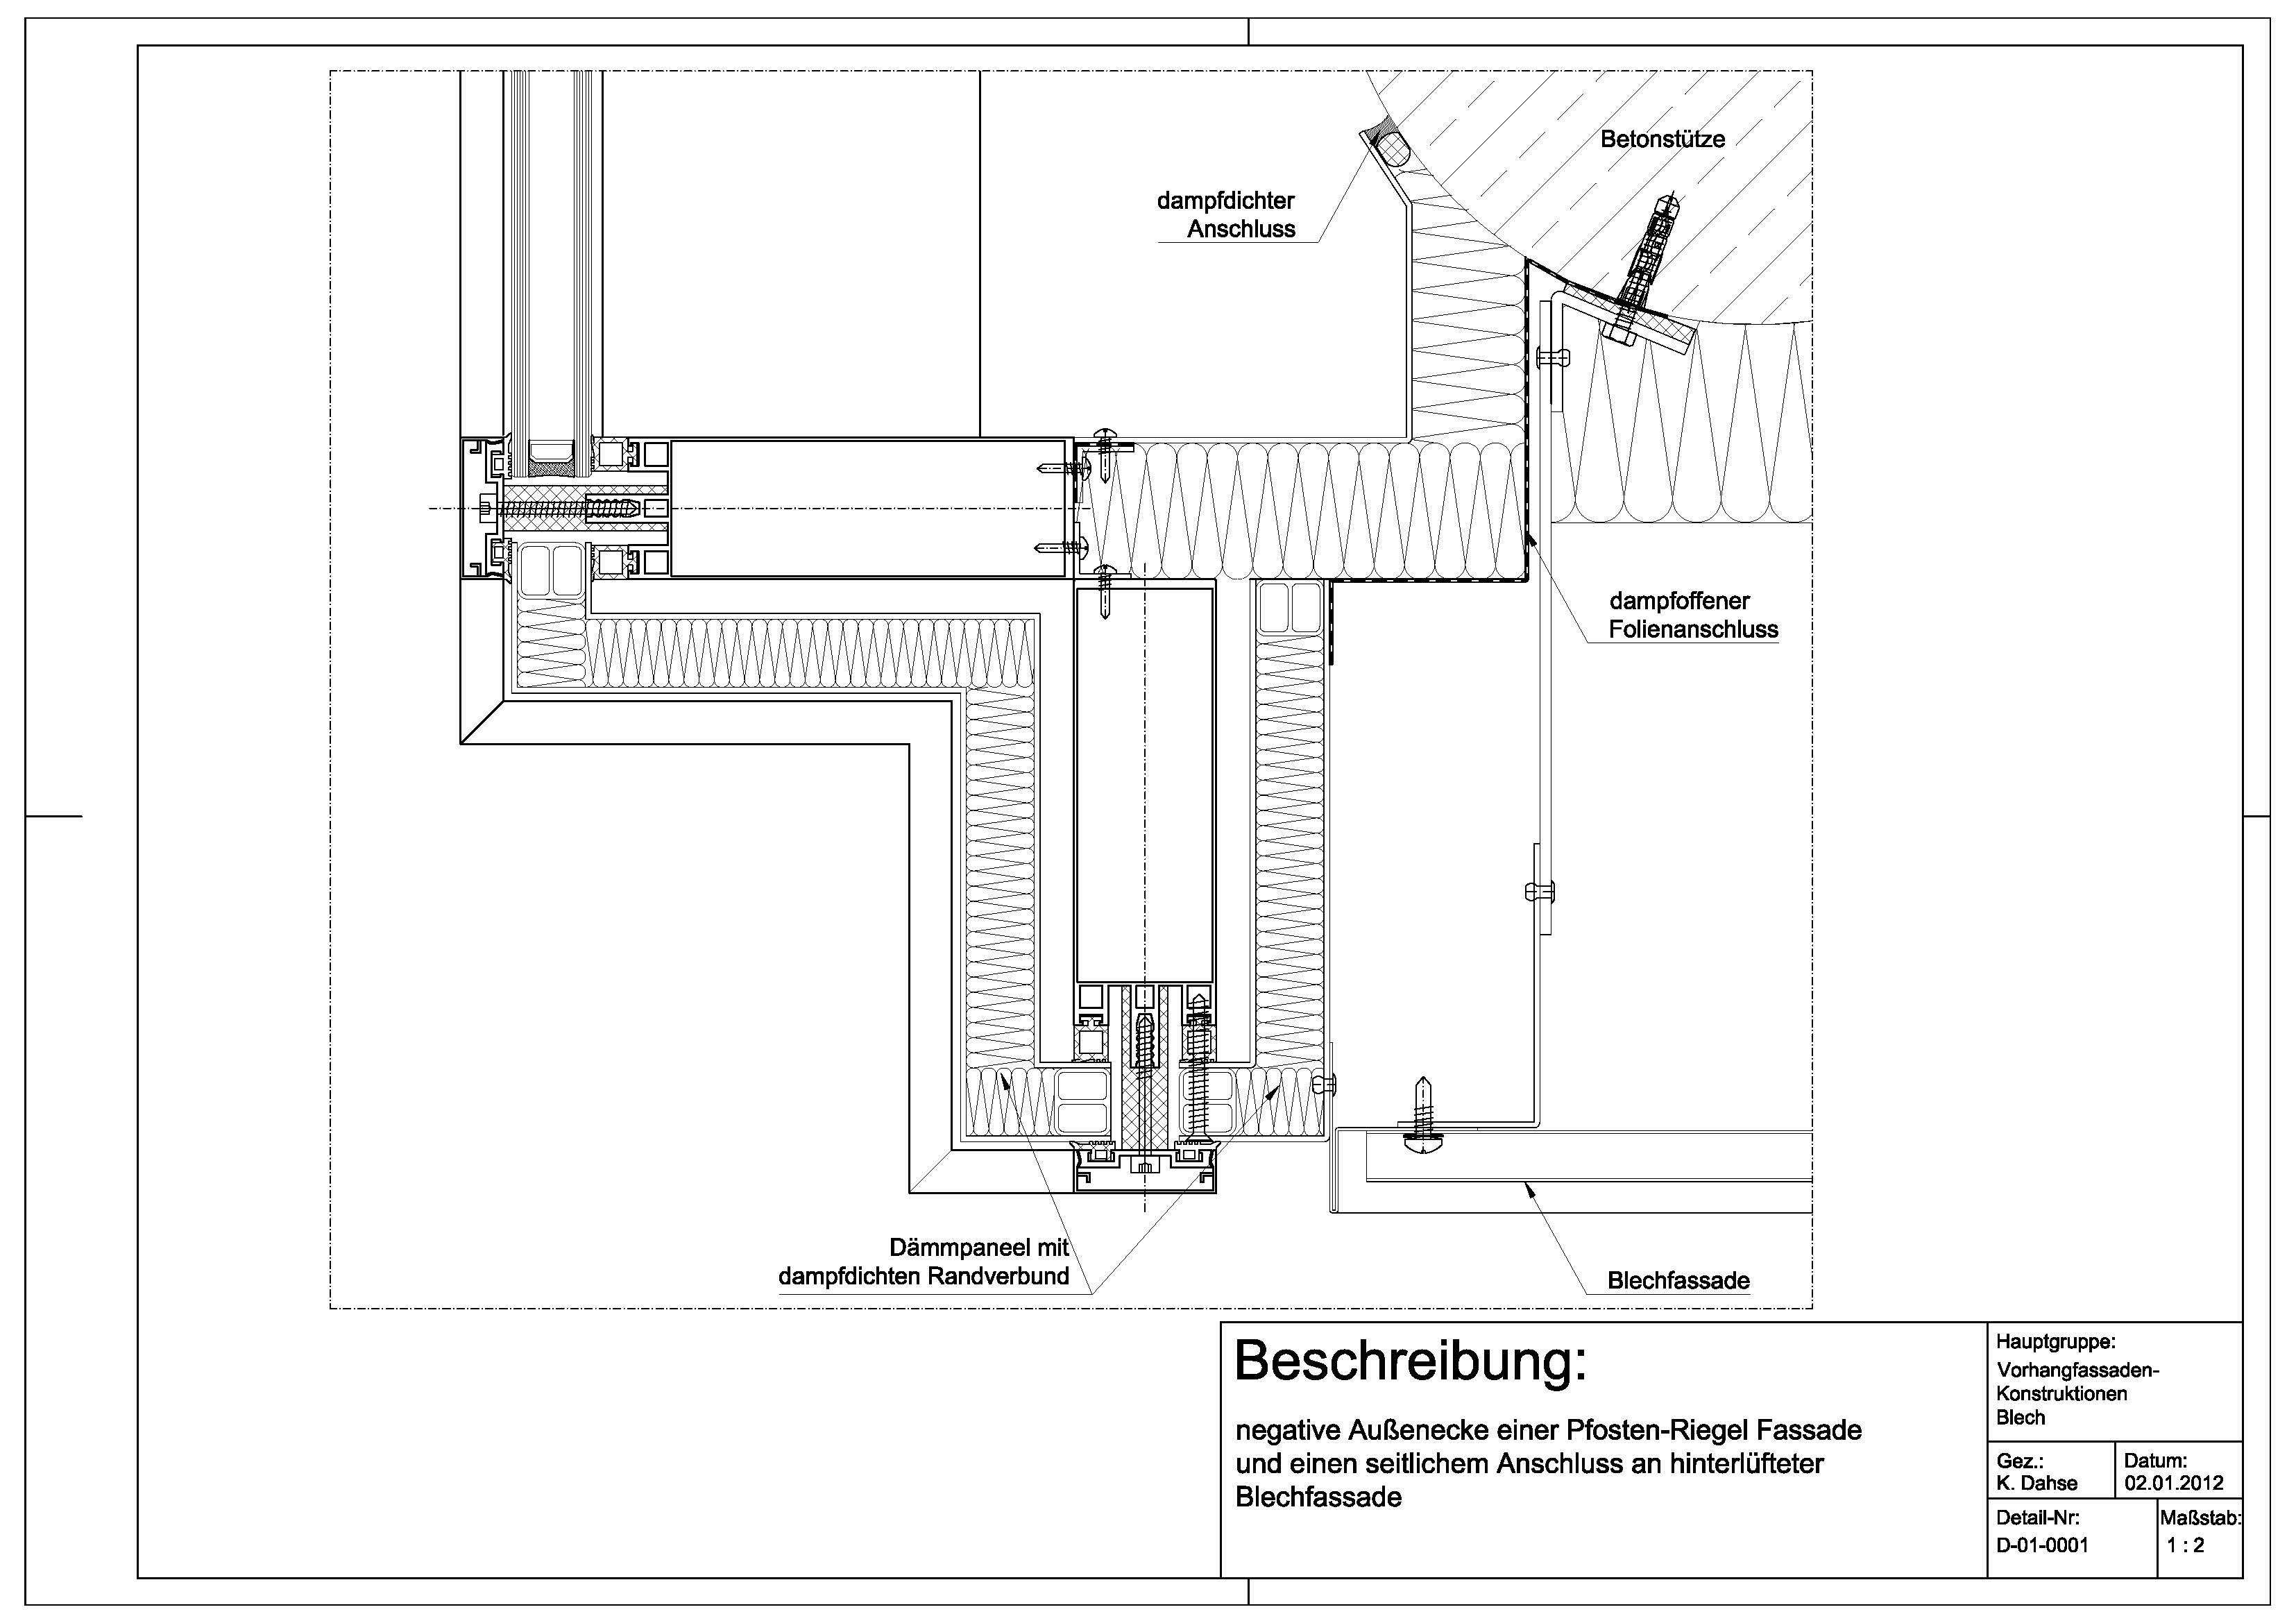 Betonstütze
dampfdichter
Anschluss
dampfoffener
Folienanschluss
Dämmpaneel mit
dampfdichten Randverbund
Blechfassade
Beschreibung:
negative Außenecke einer Pfosten-Riegel Fassade
und einen seitlichem Anschluss an hinterlüfteter
Blechfassade
Hauptgruppe:
Vorhangfassaden-
Konstruktionen
Blech
Gez.:
K. Dahse
Datum:
02.01.2012
Detail-Nr:
D-01-0001
Maßstab:
1 : 2